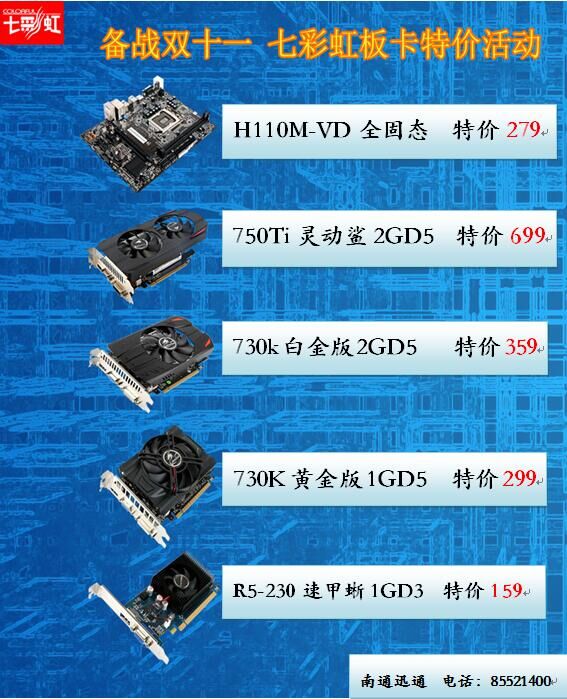 COLORFUL
七彩虹
备战双十一 七彩虹板卡特价活动
H110M-VD 全固态 特价 279
750Ti 灵动鲨 2GD5 特价 699
730k 白金版 2GD5 特价 359
730K 黄金版 1GD5 特价 299
R5-230 速甲蜥 1GD3 特价 159
南通迅通 电话：85521400